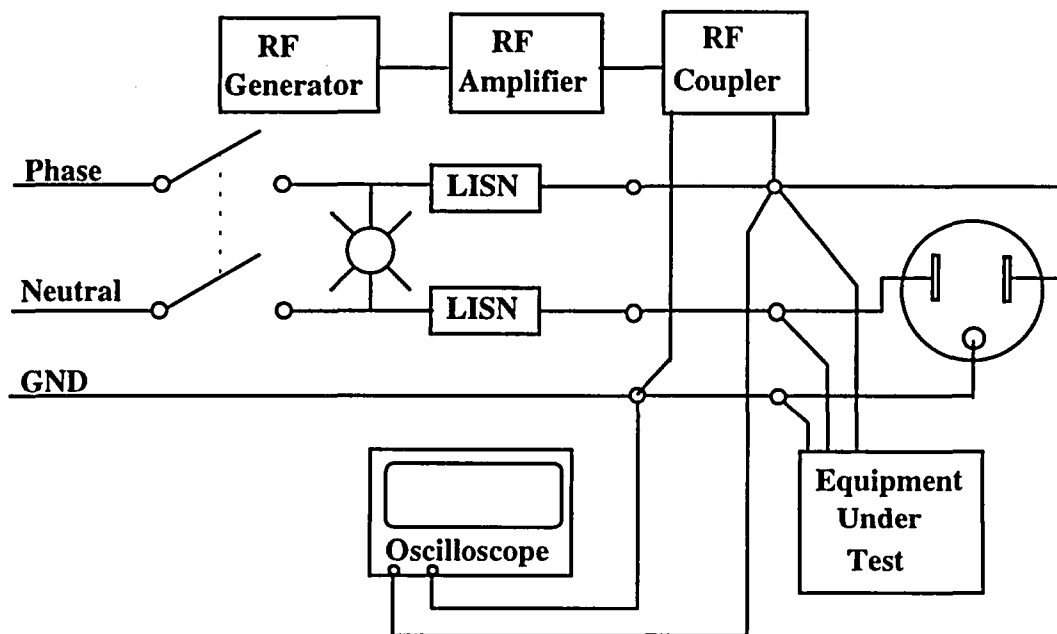 RF
Generator
RF
Amplifier
RF
Coupler
Phase
LISN
Neutral
LISN
GND
Oscilloscope
Equipment
Under
Test